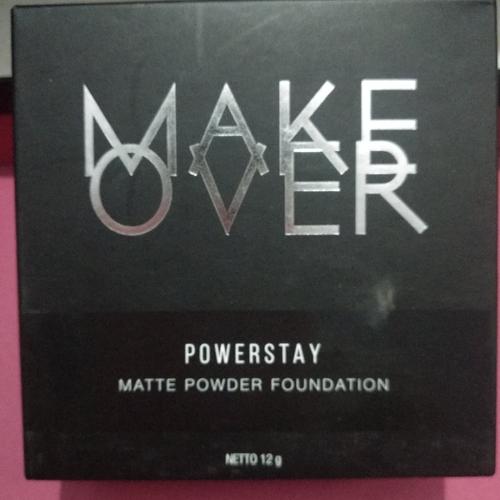 MAKE
OVER
POWERSTAY
MATTE POWDER FOUNDATION
NETTO 12 g